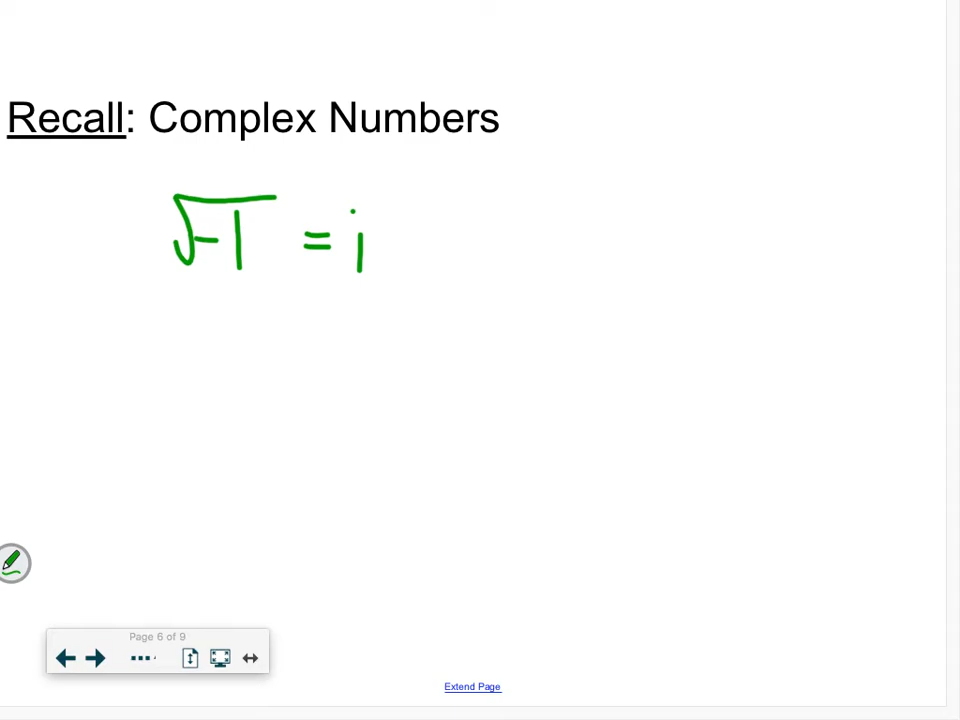 Recall: Complex Numbers
√-1 = i
Page 6 of 9
Extend Page